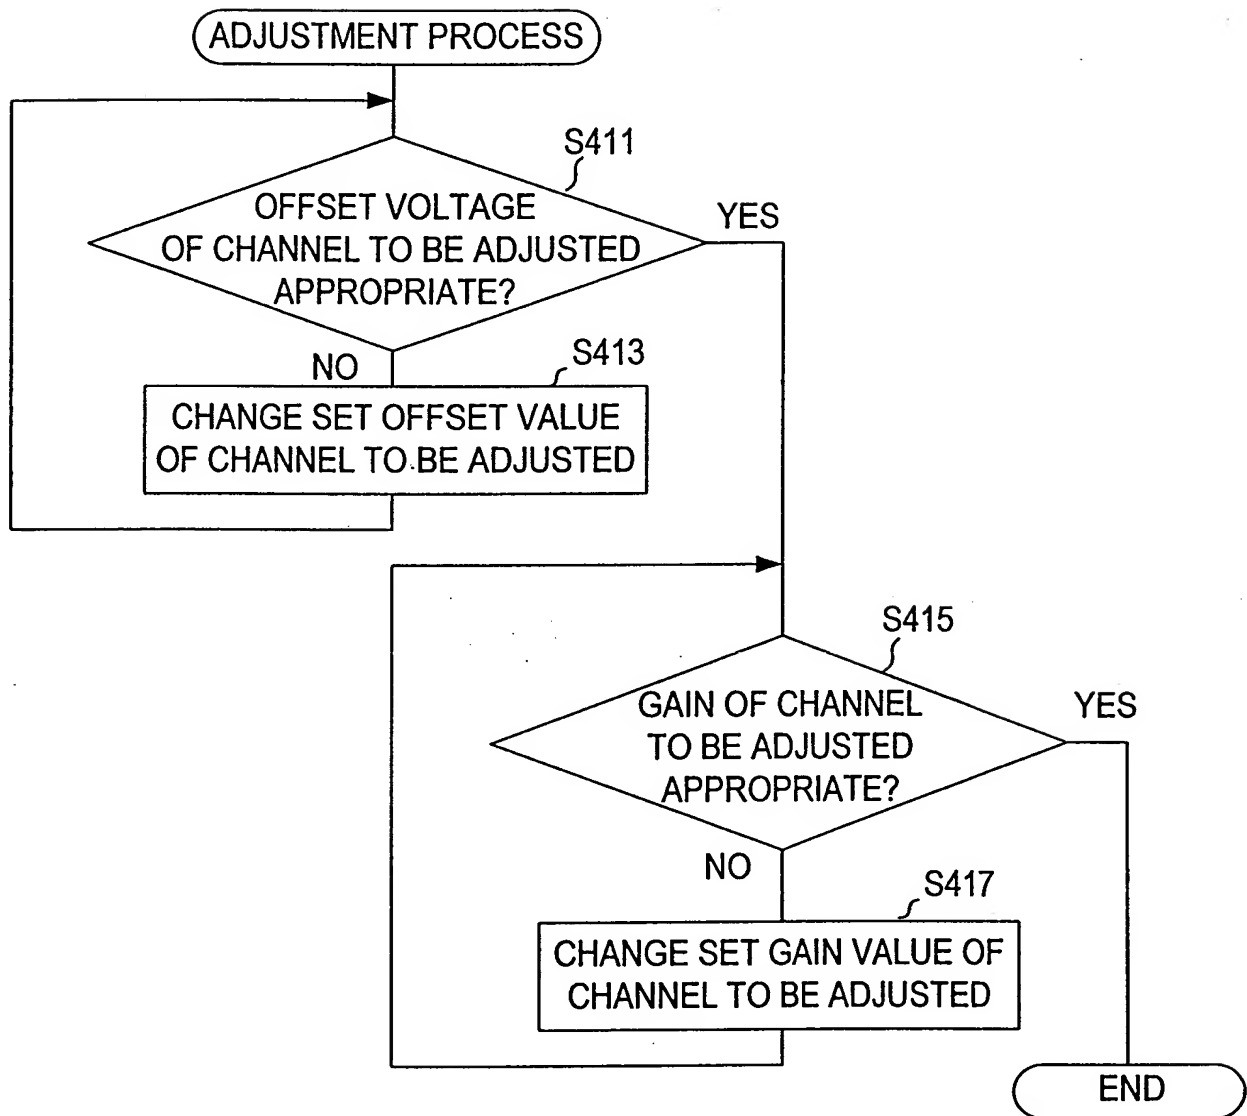 ADJUSTMENT PROCESS
S411
OFFSET VOLTAGE
OF CHANNEL TO BE ADJUSTED
APPROPRIATE?
YES
NO
S413
CHANGE SET OFFSET VALUE
OF CHANNEL TO BE ADJUSTED
S415
GAIN OF CHANNEL
TO BE ADJUSTED
APPROPRIATE?
YES
NO
S417
CHANGE SET GAIN VALUE OF
CHANNEL TO BE ADJUSTED
END